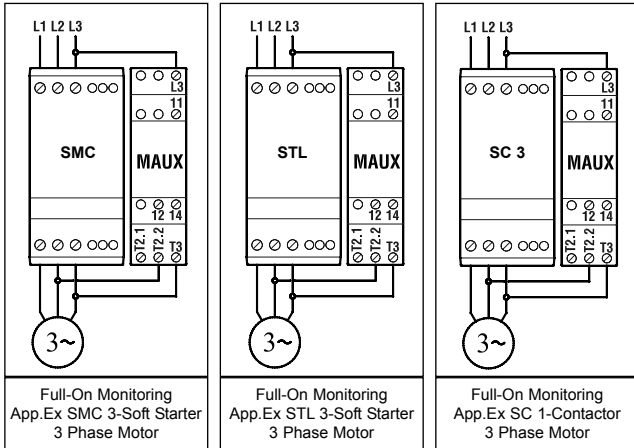 L1 L2 L3
L3
11
SMC
MAUX
12 14
T2.1 T2.2 T3
3~
Full-On Monitoring
App.Ex SMC 3-Soft Starter
3 Phase Motor
L1 L2 L3
L3
11
STL
MAUX
12 14
T2.1 T2.2 T3
3~
Full-On Monitoring
App.Ex STL 3-Soft Starter
3 Phase Motor
L1 L2 L3
L3
11
SC 3
MAUX
12 14
T2.1 T2.2 T3
3~
Full-On Monitoring
App.Ex SC 1-Contactor
3 Phase Motor